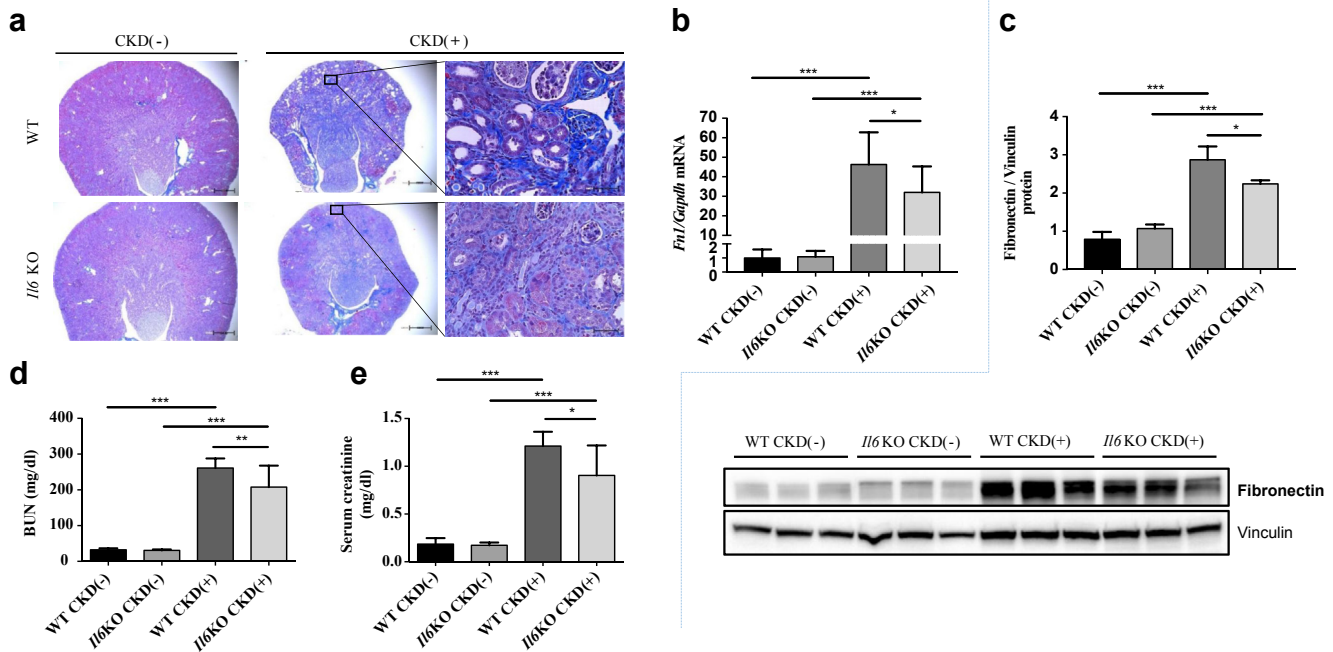 a
CKD(-)
CKD(+)
WT
Il6 KO
b
***
***
*
Fn1/Gapdh mRNA
70
60
50
40
30
20
10
2
1
0
WT CKD(-)
Il6KO CKD(-)
WT CKD(+)
Il6KO CKD(+)
c
***
***
*
Fibronectin / Vinculin
protein
4
3
2
1
0
WT CKD(-)
Il6KO CKD(-)
WT CKD(+)
Il6KO CKD(+)
d
***
***
**
BUN (mg/dl)
400
300
200
100
0
WT CKD(-)
Il6KO CKD(-)
WT CKD(+)
Il6KO CKD(+)
e
***
***
*
Serum creatinine
(mg/dl)
1.5
1.0
0.5
0.0
WT CKD(-)
Il6KO CKD(-)
WT CKD(+)
Il6KO CKD(+)
WT CKD(-)
Il6 KO CKD(-)
WT CKD(+)
Il6 KO CKD(+)
Fibronectin
Vinculin